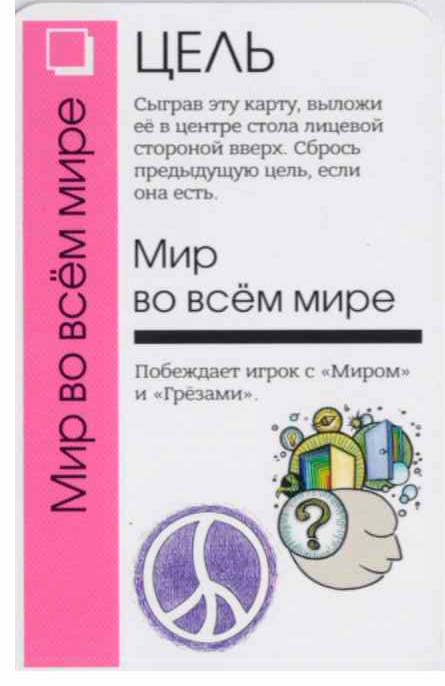 Мир во всём мире
ЦЕЛЬ
Сыграв эту карту, выложи
её в центре стола лицевой
стороной вверх. Сбрось
предыдущую цель, если
она есть.
Мир
во всём мире
Побеждает игрок с «Миром»
и «Грёзами».
?